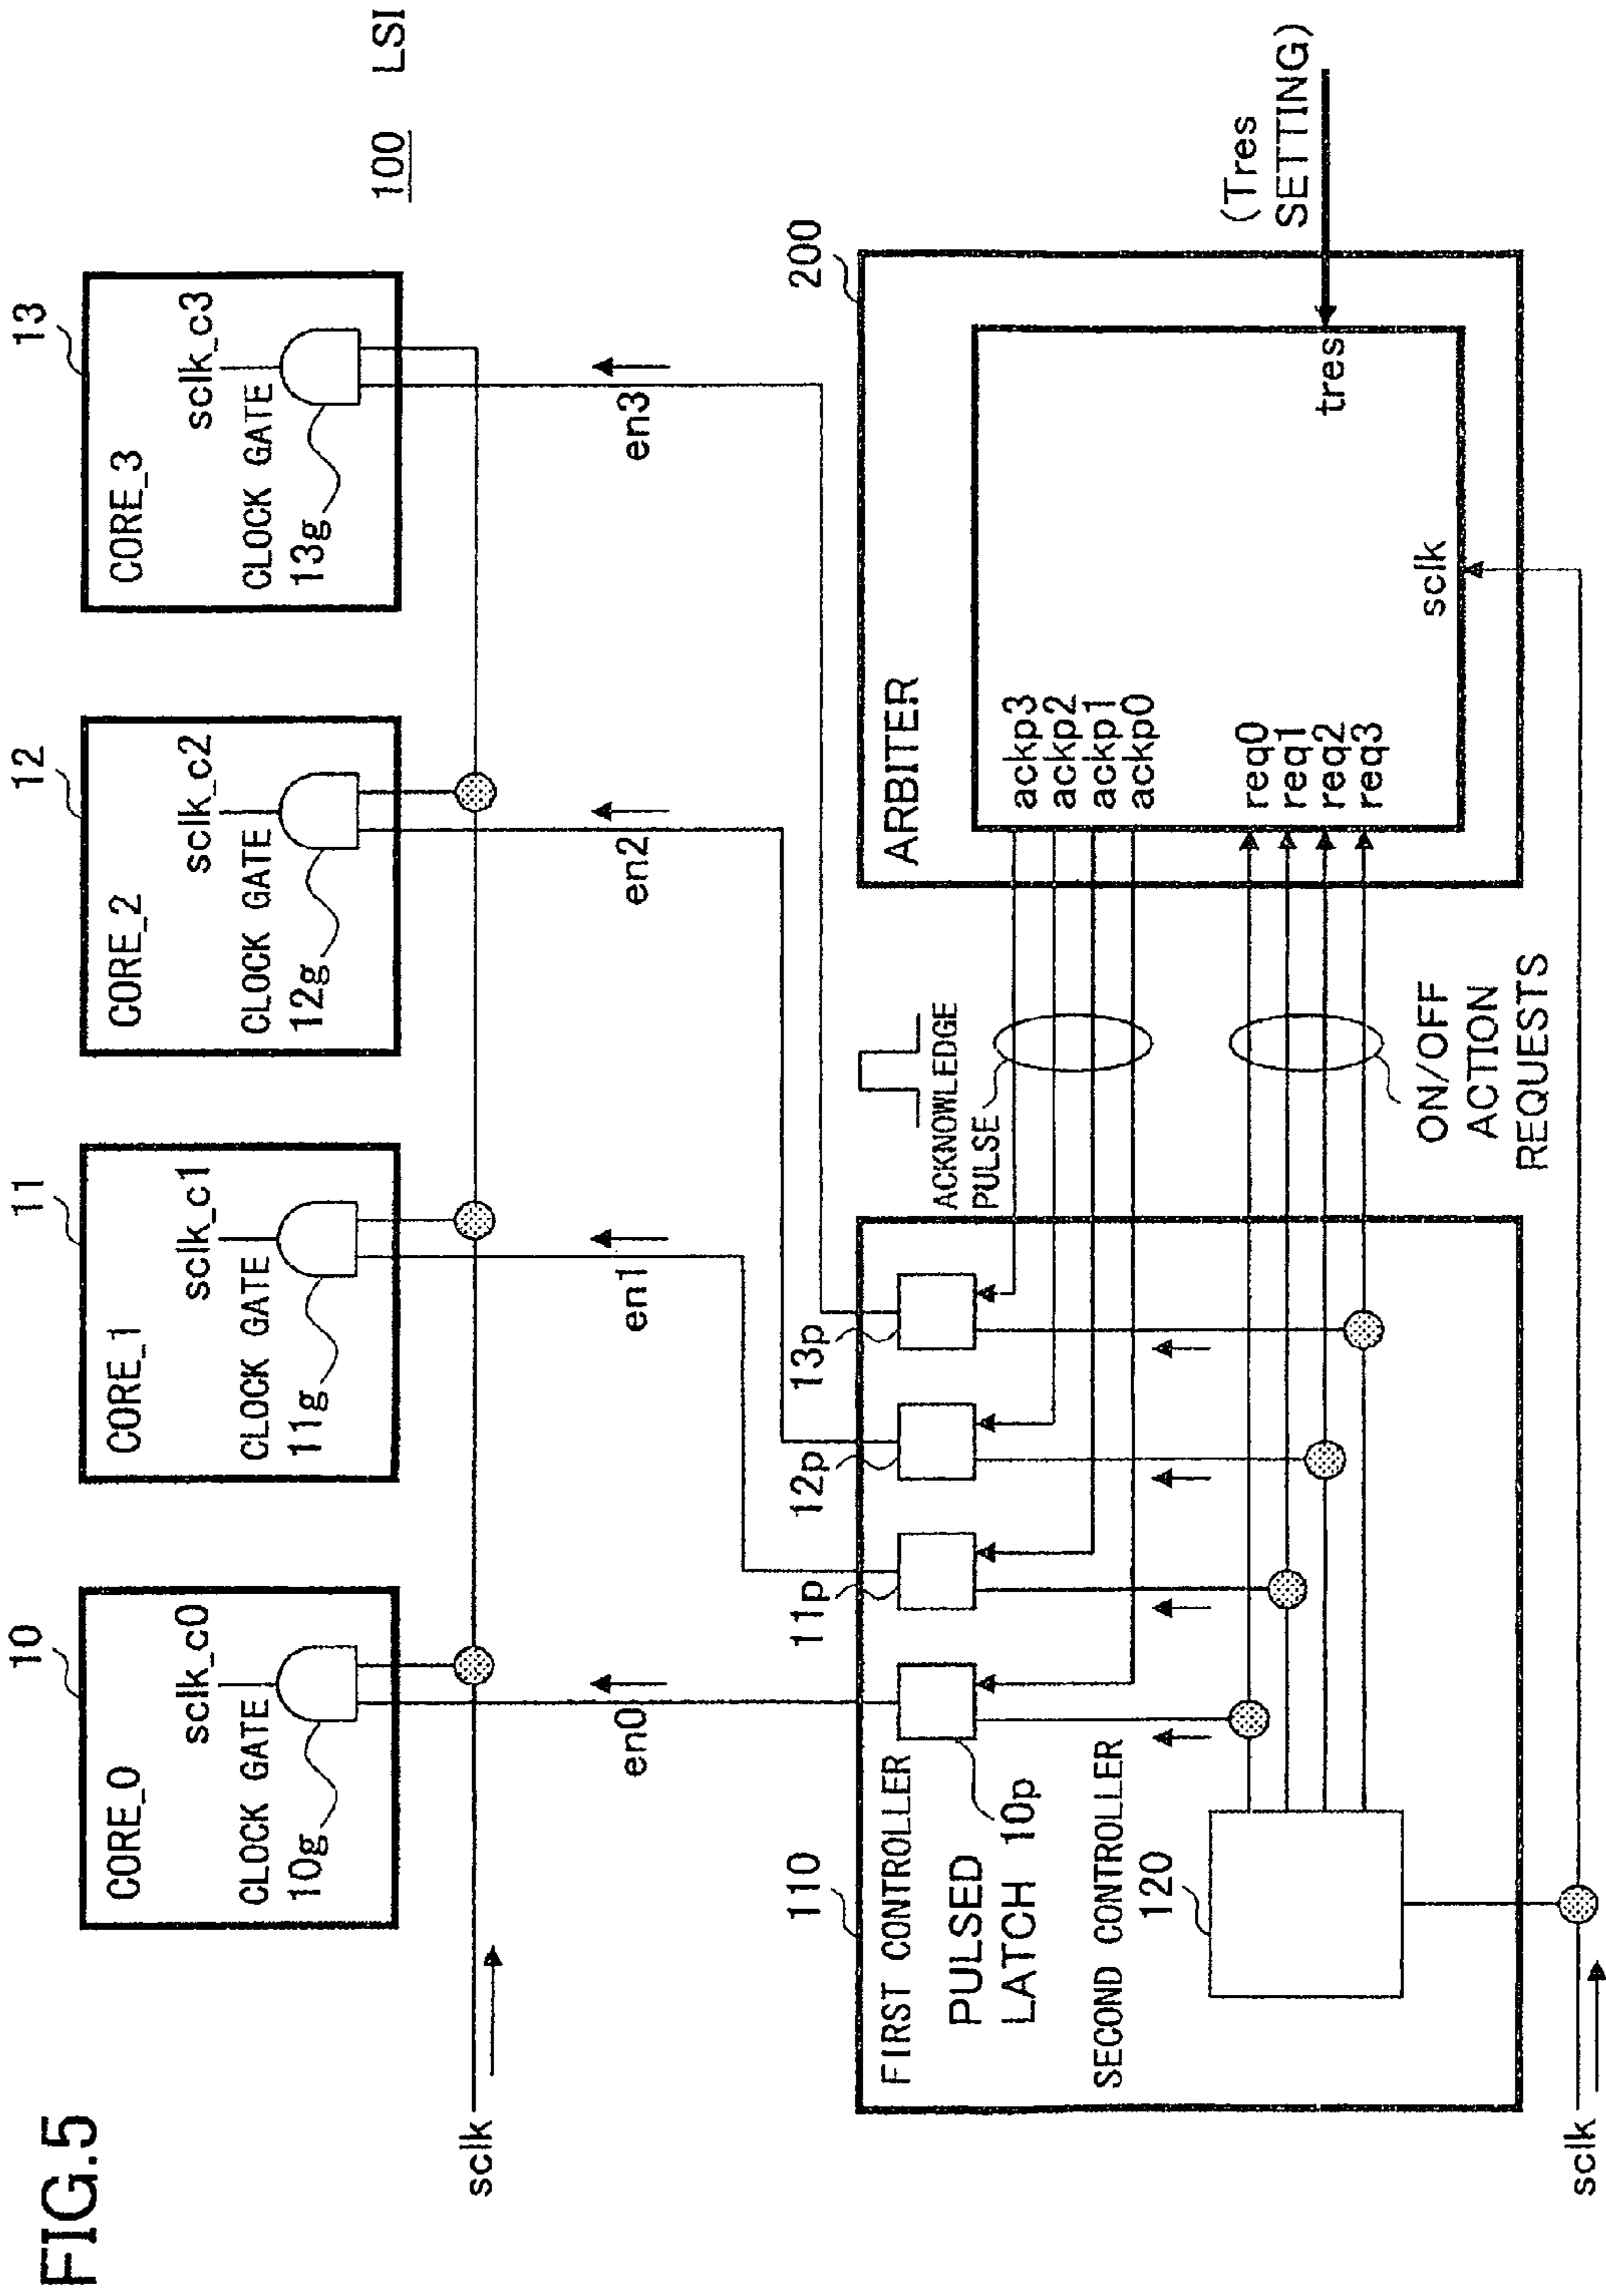 FIG.5
100 LSI
10
11
12
13
CORE_0
sclk_c0
CLOCK GATE
10g
CORE_1
sclk_c1
CLOCK GATE
11g
CORE_2
sclk_c2
CLOCK GATE
12g
CORE_3
sclk_c3
CLOCK GATE
13g
sclk
en0
en1
en2
en3
110
FIRST CONTROLLER
PULSED
LATCH 10p
11p
12p
13p
SECOND CONTROLLER
120
ACKNOWLEDGE
PULSE
ON/OFF
ACTION
REQUESTS
200
ARBITER
ackp3
ackp2
ackp1
ackp0
req0
req1
req2
req3
tres
sclk
(Tres
SETTING)
sclk